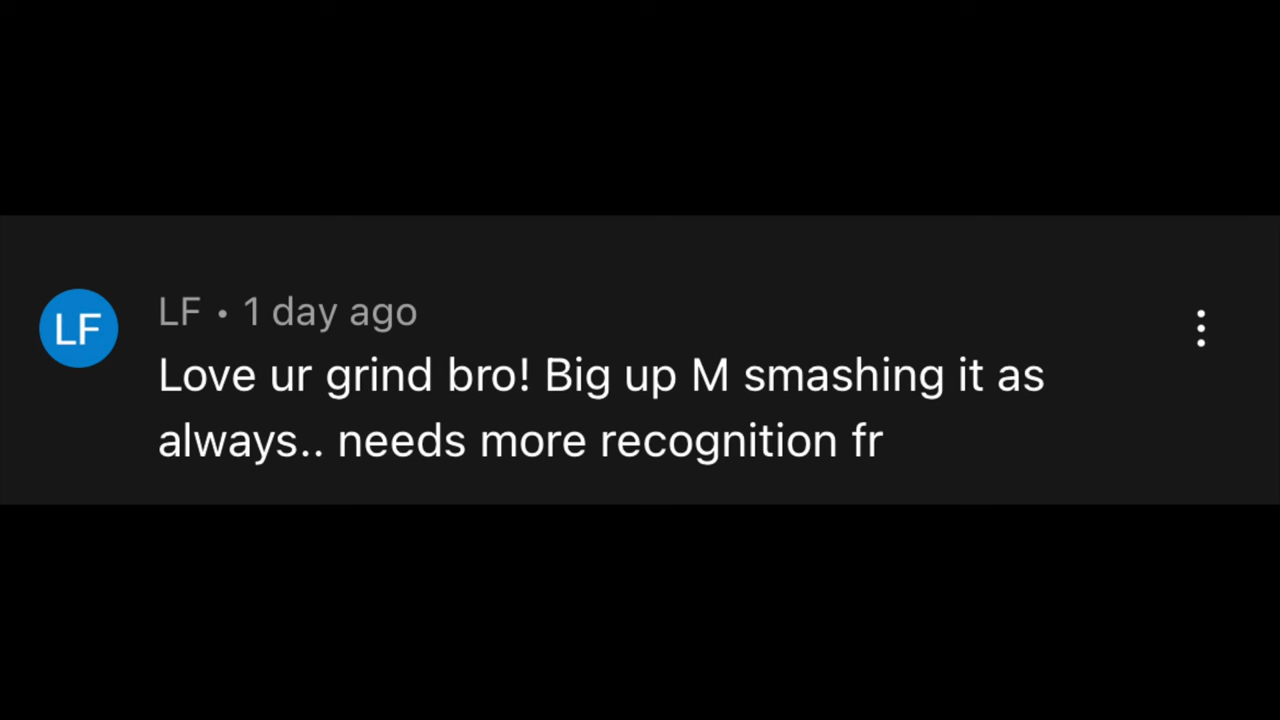 LF
LF • 1 day ago
Love ur grind bro! Big up M smashing it as
always.. needs more recognition fr